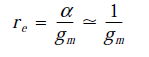 r_e = α/g_m ≃ 1/g_m